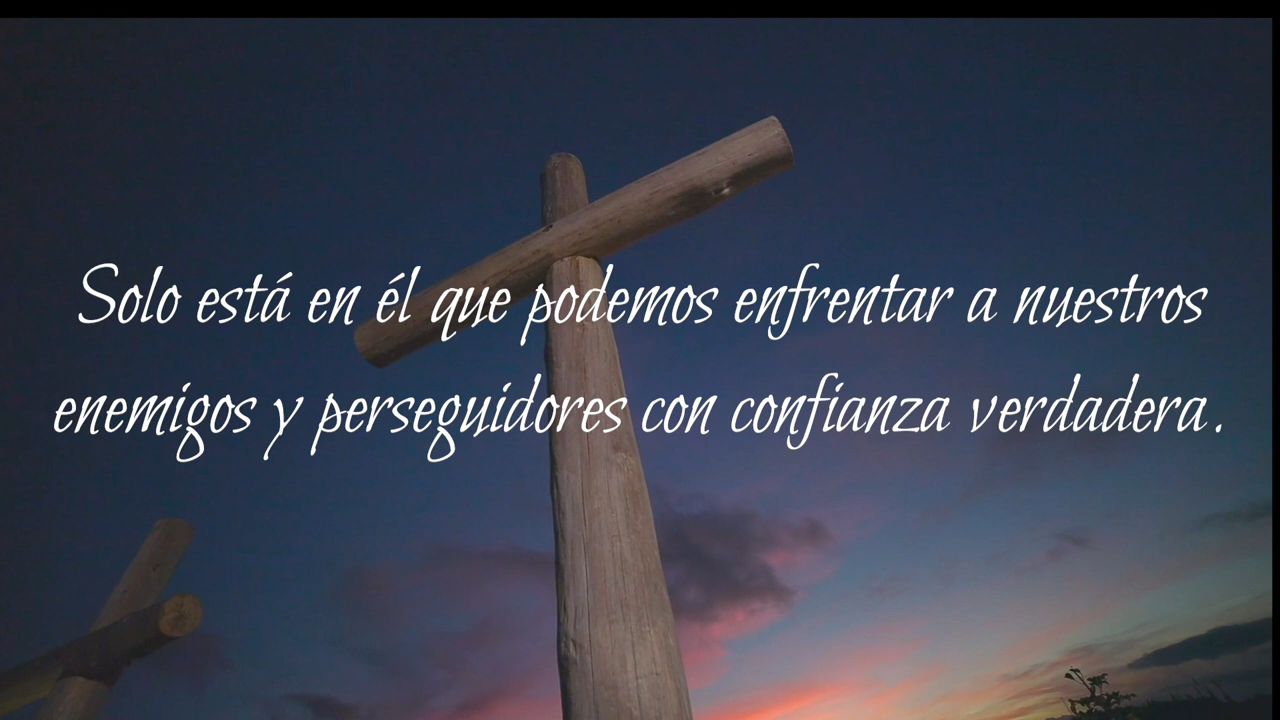 Solo está en él que podemos enfrentar a nuestros
enemigos y perseguidores con confianza verdadera.